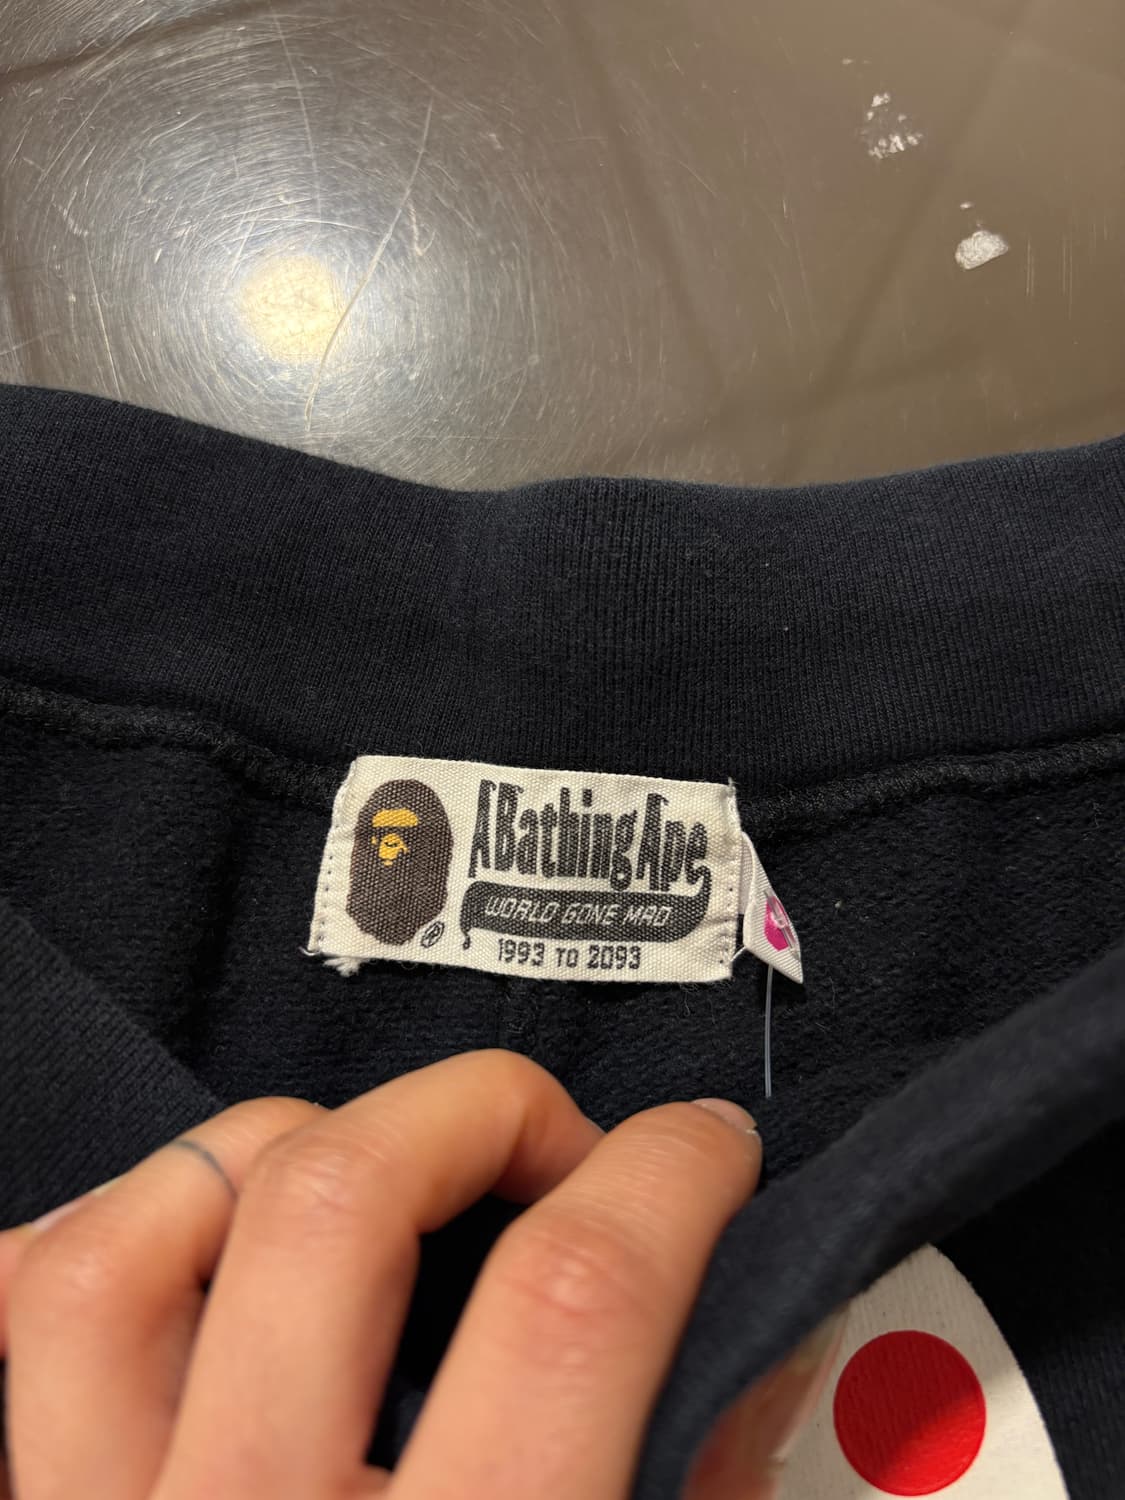 A Bathing Ape
WORLD GONE MAD
1993 TO 2093